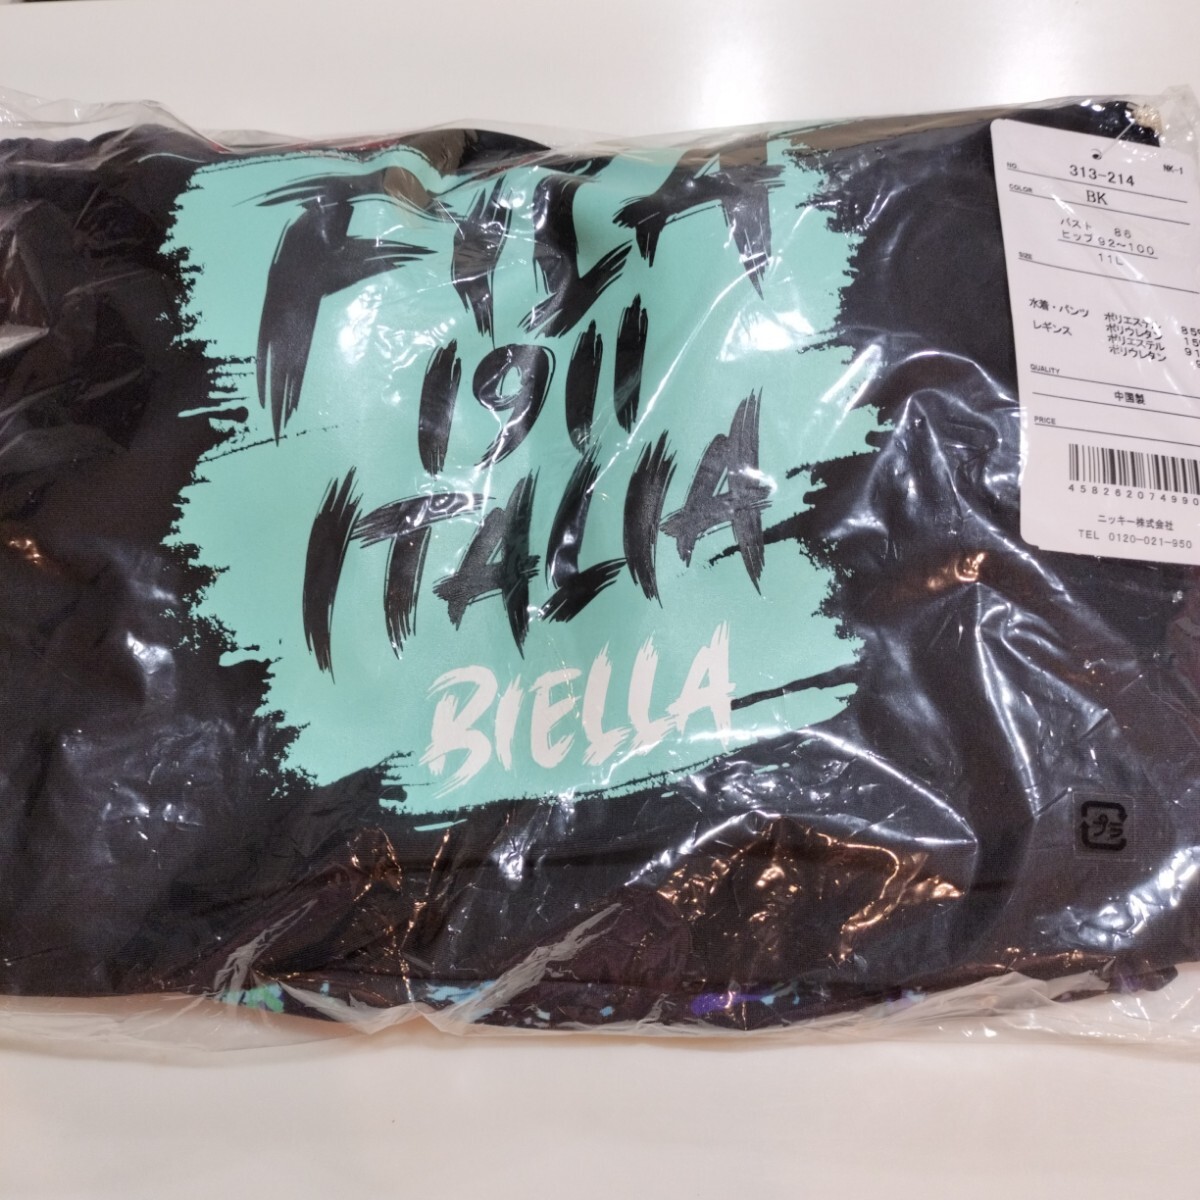 FILA
1911
ITALIA
BIELLA
NK-1
NO. 313-214
COLOR BK
バスト 86
ヒップ 92~100
SIZE 11L
水着・パンツ ポリエステル
ポリウレタン
レギンス ポリエステル
ポリウレタン
QUALITY
中国製
PRICE
458262074990
ニッキー株式会社
TEL 0120-021-950
プラ